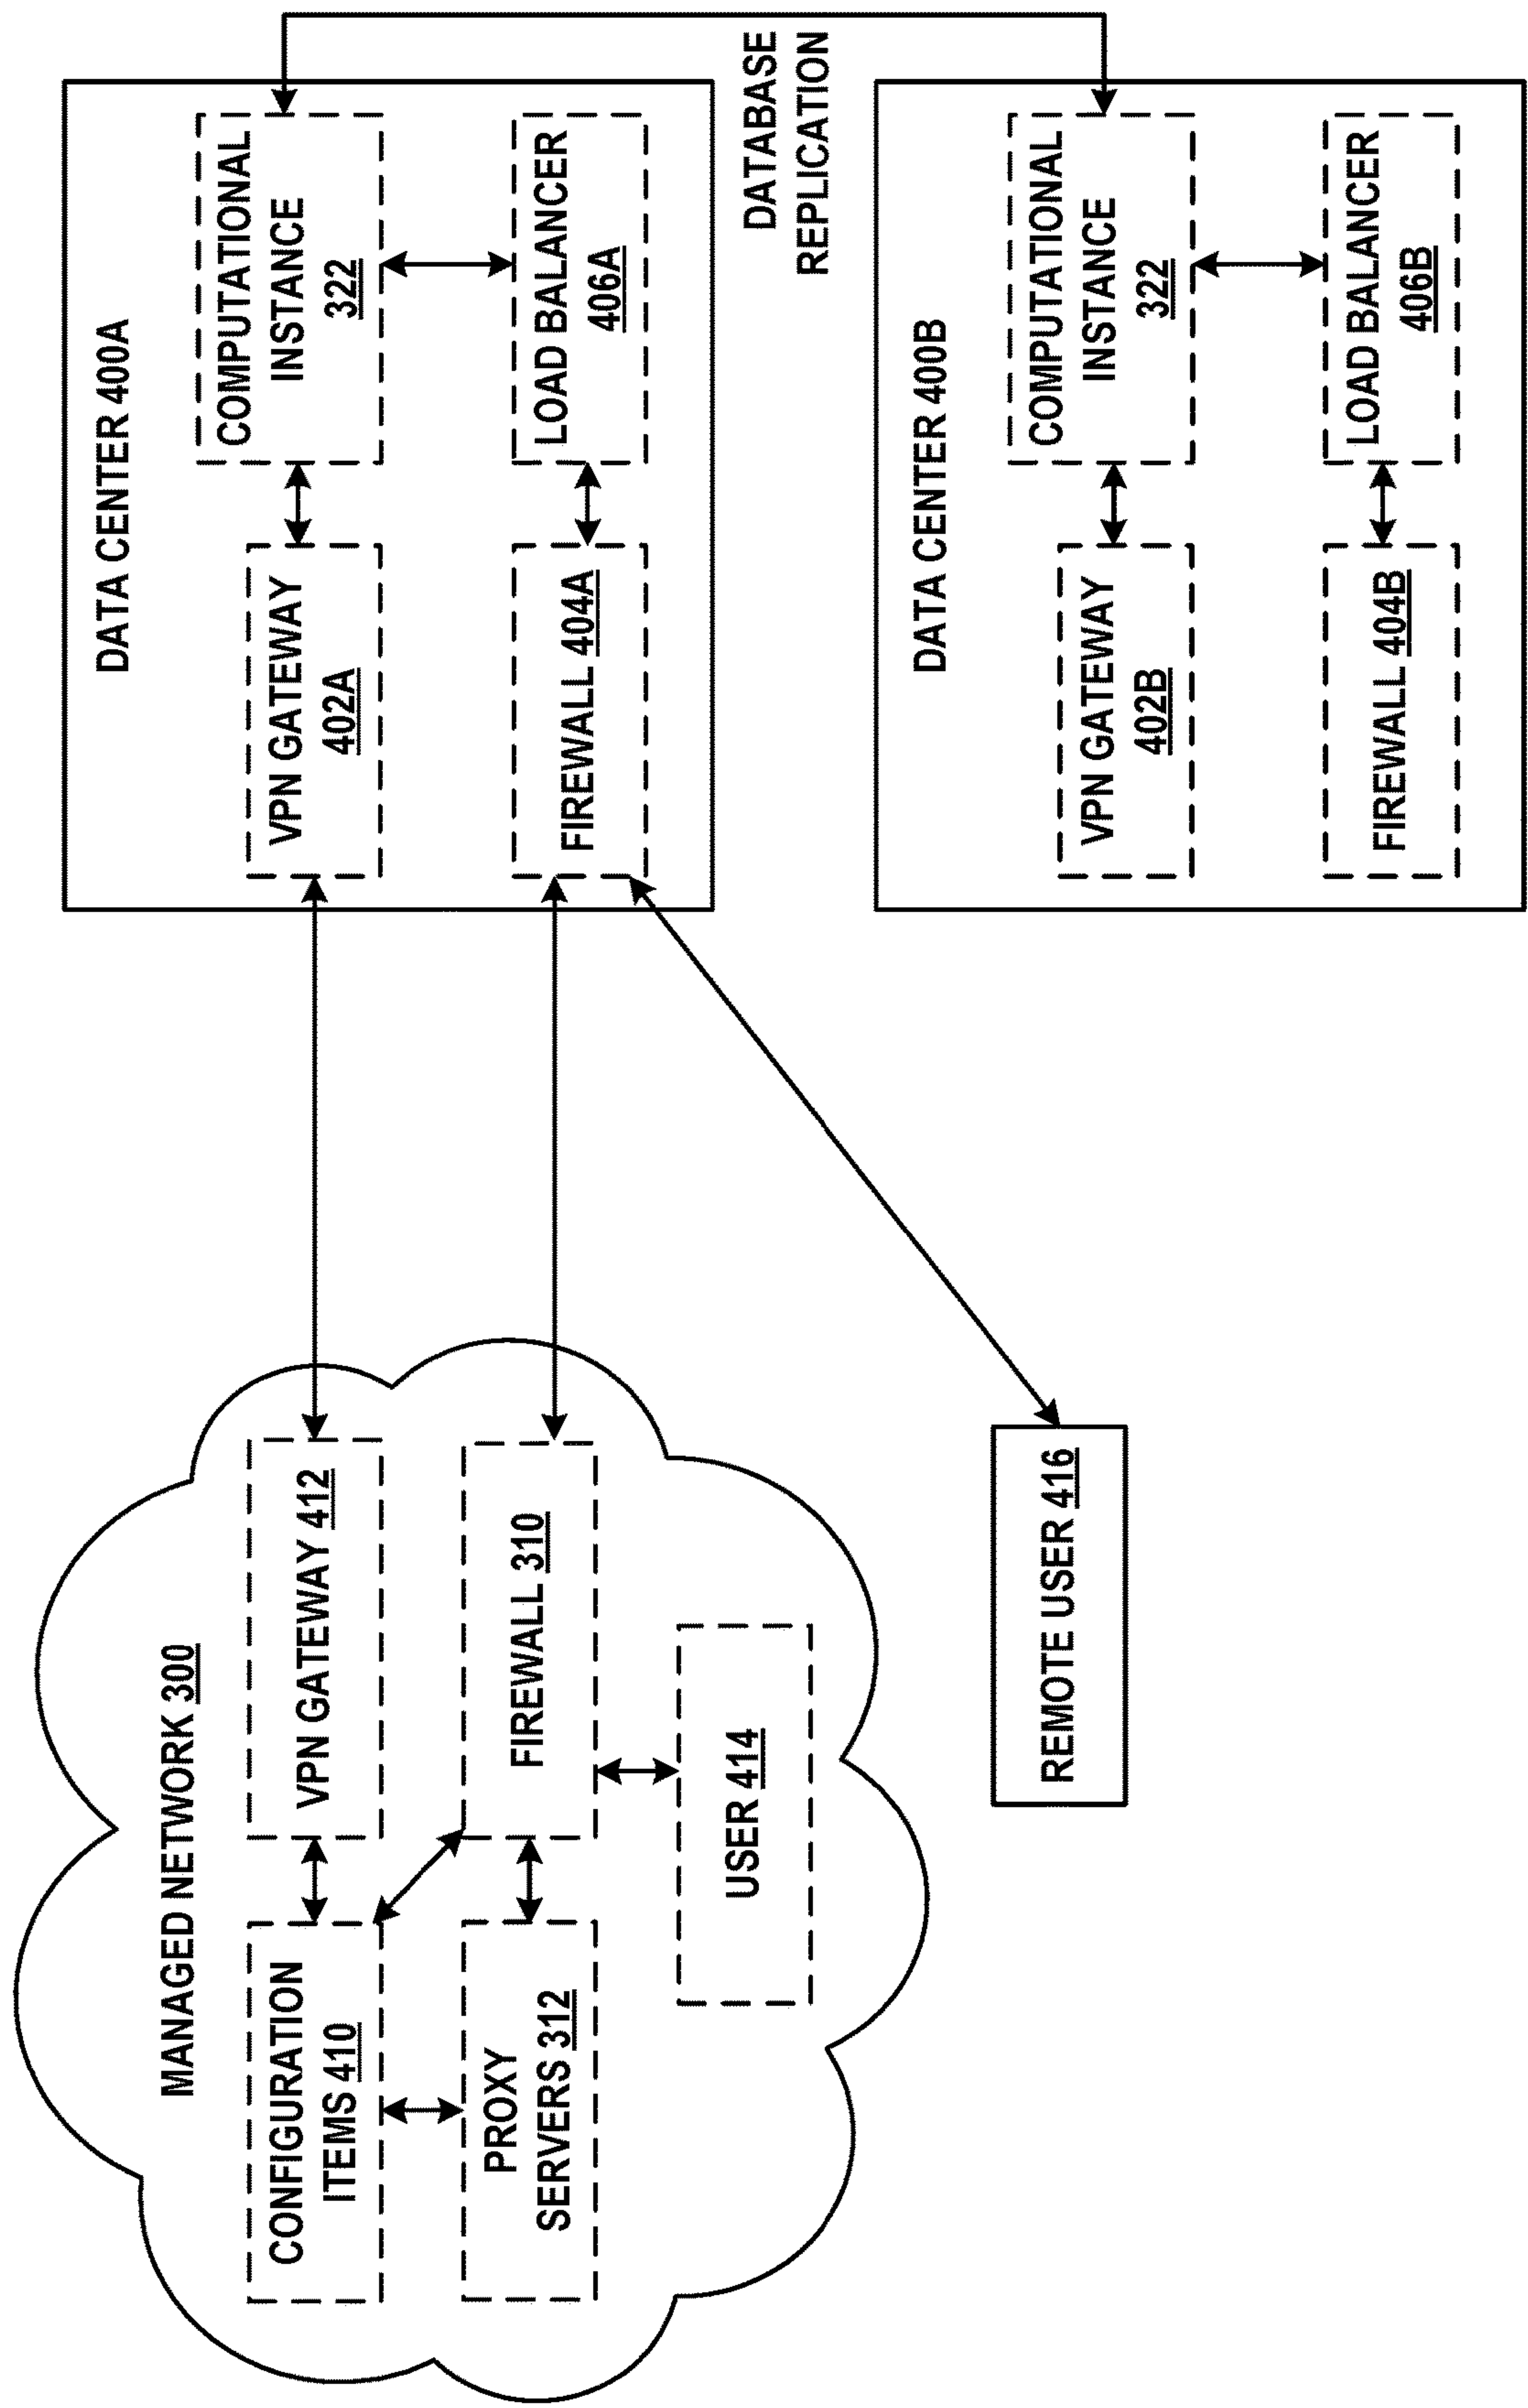 MANAGED NETWORK 300
CONFIGURATION
ITEMS 410
VPN GATEWAY 412
PROXY
SERVERS 312
FIREWALL 310
USER 414
REMOTE USER 416
DATA CENTER 400A
VPN GATEWAY
402A
COMPUTATIONAL
INSTANCE
322
FIREWALL 404A
LOAD BALANCER
406A
DATABASE
REPLICATION
DATA CENTER 400B
VPN GATEWAY
402B
COMPUTATIONAL
INSTANCE
322
FIREWALL 404B
LOAD BALANCER
406B